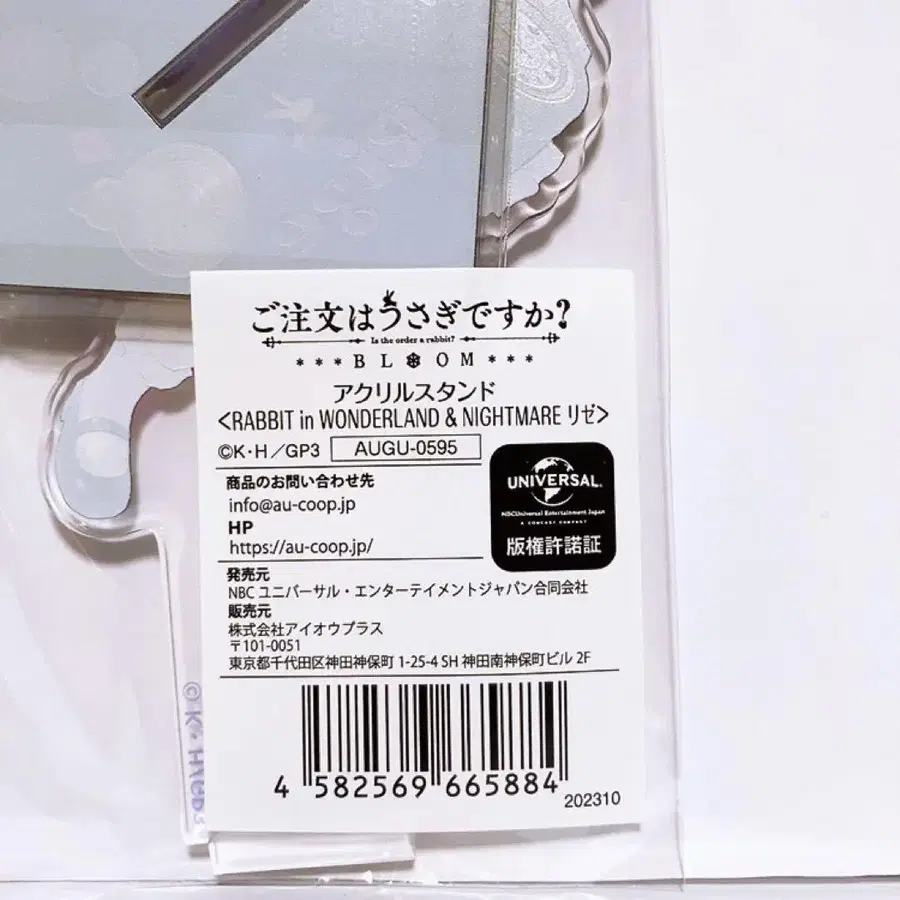 ご注文はうさぎですか?
Is the order a rabbit?
***BLOOM***
アクリルスタンド
<RABBIT in WONDERLAND & NIGHTMARE リゼ>
©K・H/GP3 AUGU-0595
商品のお問い合わせ先
info@au-coop.jp
HP
https://au-coop.jp/
UNIVERSAL
NBCUniversal Entertainment Japan
A COMCAST COMPANY
版権許諾証
発売元
NBC ユニバーサル・エンターテイメントジャパン合同会社
販売元
株式会社アイオウプラス
〒101-0051
東京都千代田区神田神保町 1-25-4 SH 神田南神保町ビル 2F
4 582569 665884
202310
© K・H/GP3